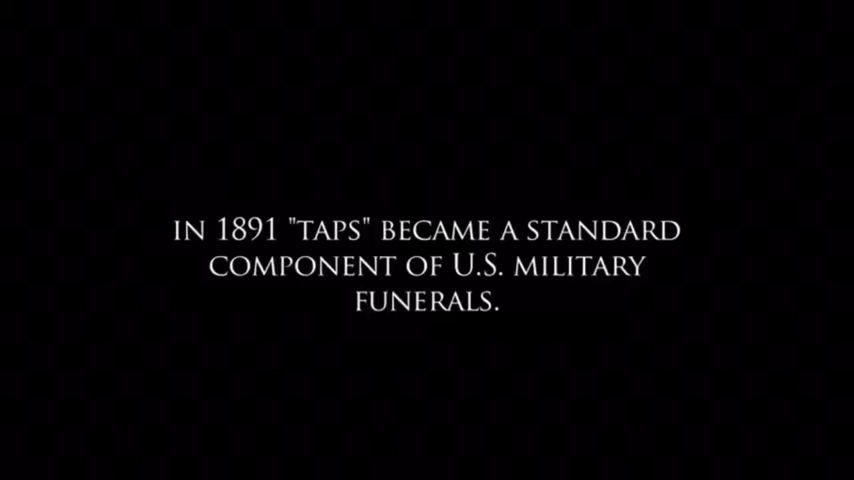 IN 1891 "TAPS" BECAME A STANDARD
COMPONENT OF U.S. MILITARY
FUNERALS.